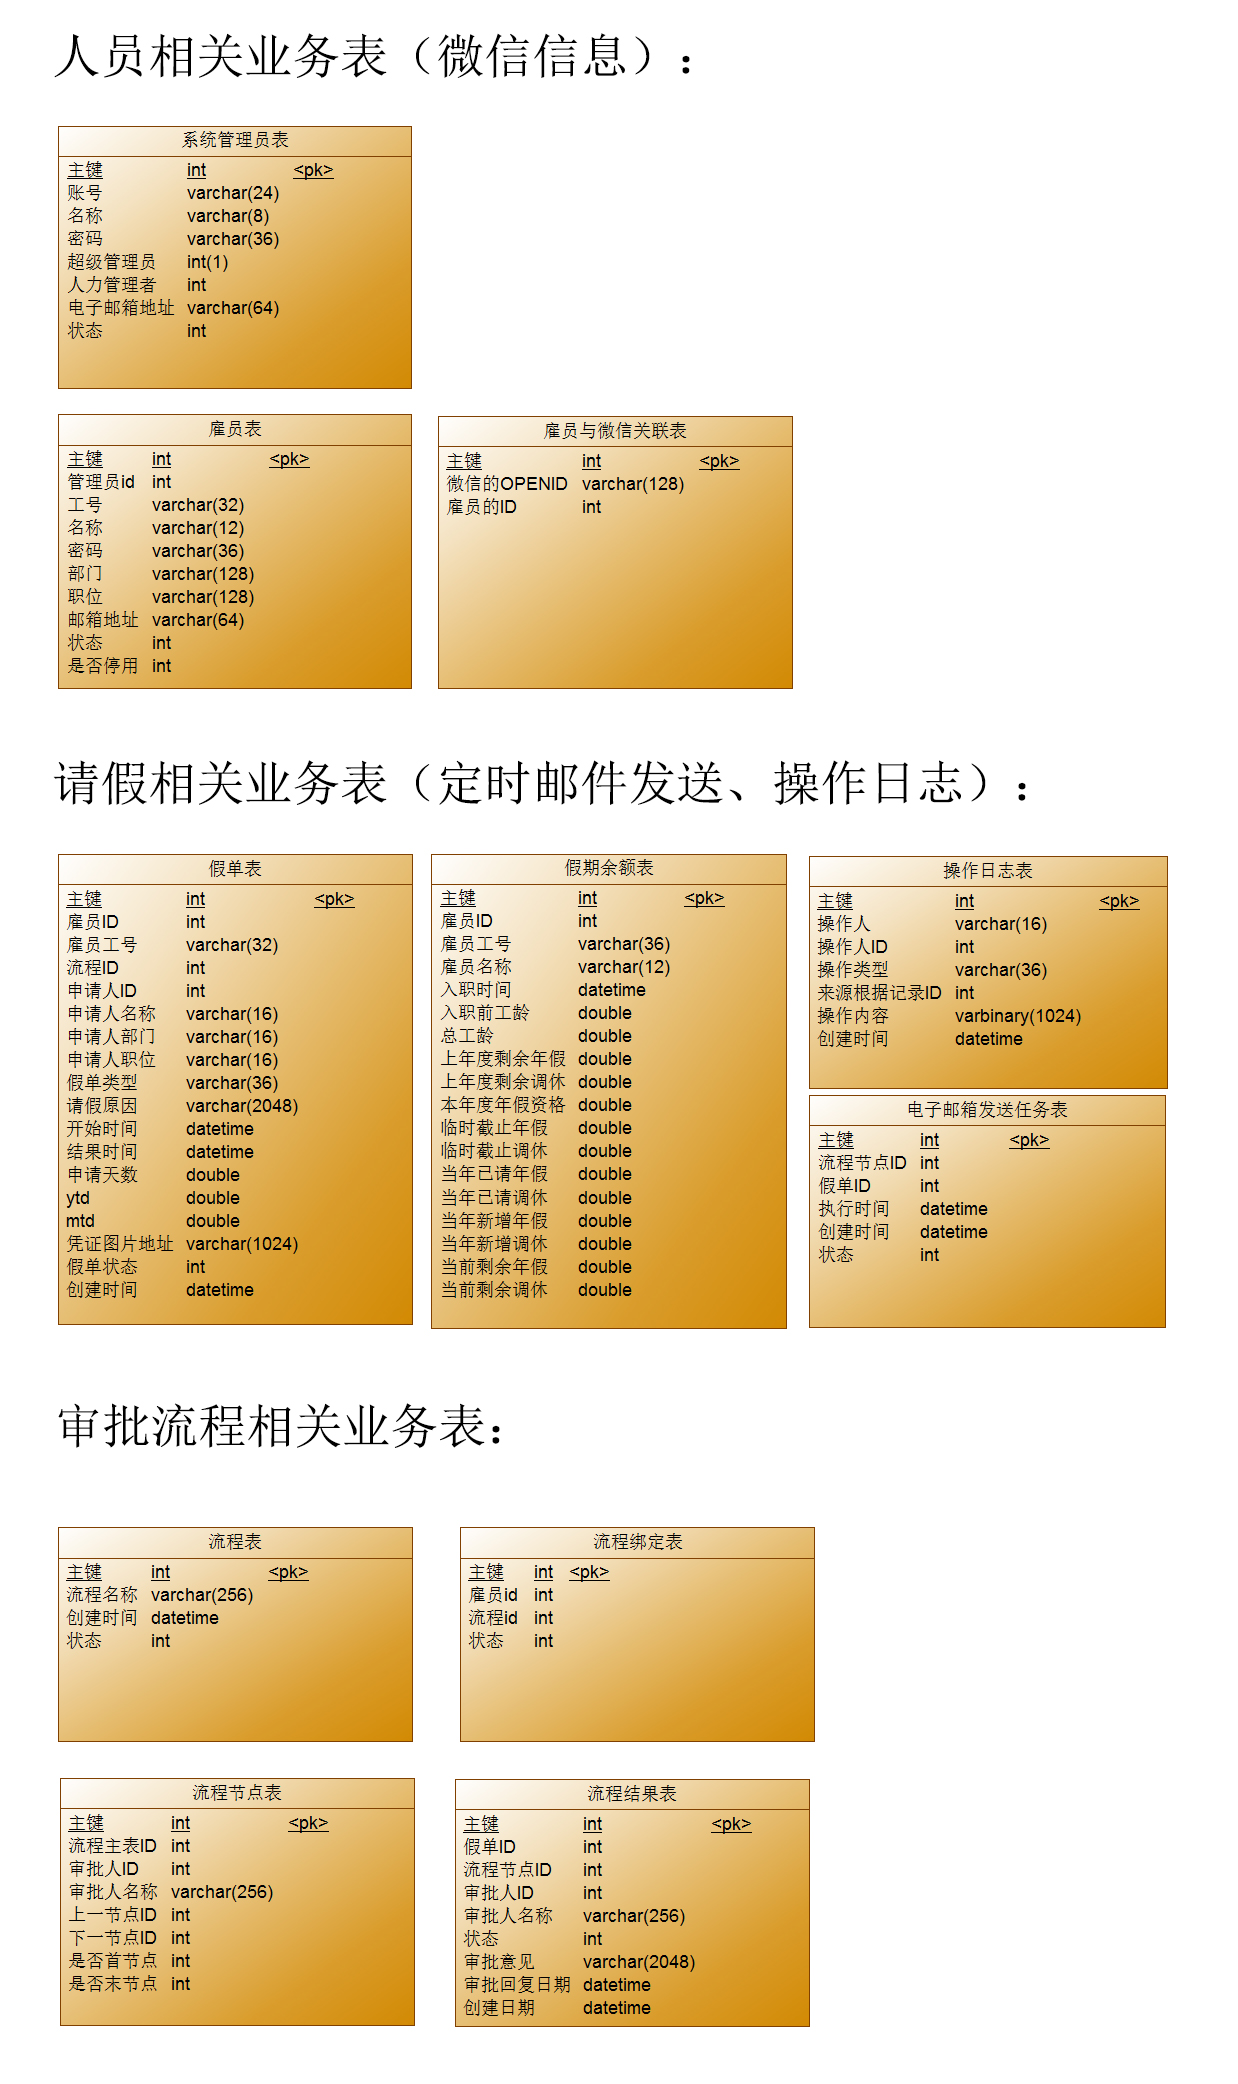 人员相关业务表（微信信息）：
系统管理员表
主键 int <pk>
账号 varchar(24)
名称 varchar(8)
密码 varchar(36)
超级管理员 int(1)
人力管理者 int
电子邮箱地址 varchar(64)
状态 int
雇员表
主键 int <pk>
管理员id int
工号 varchar(32)
名称 varchar(12)
密码 varchar(36)
部门 varchar(128)
职位 varchar(128)
邮箱地址 varchar(64)
状态 int
是否停用 int
雇员与微信关联表
主键 int <pk>
微信的OPENID varchar(128)
雇员的ID int
请假相关业务表（定时邮件发送、操作日志）：
假单表
主键 int <pk>
雇员ID int
雇员工号 varchar(32)
流程ID int
申请人ID int
申请人名称 varchar(16)
申请人部门 varchar(16)
申请人职位 varchar(16)
假单类型 varchar(36)
请假原因 varchar(2048)
开始时间 datetime
结果时间 datetime
申请天数 double
ytd double
mtd double
凭证图片地址 varchar(1024)
假单状态 int
创建时间 datetime
假期余额表
主键 int <pk>
雇员ID int
雇员工号 varchar(36)
雇员名称 varchar(12)
入职时间 datetime
入职前工龄 double
总工龄 double
上年度剩余年假 double
上年度剩余调休 double
本年度年假资格 double
临时截止年假 double
临时截止调休 double
当年已请年假 double
当年已请调休 double
当年新增年假 double
当年新增调休 double
当前剩余年假 double
当前剩余调休 double
操作日志表
主键 int <pk>
操作人 varchar(16)
操作人ID int
操作类型 varchar(36)
来源根据记录ID int
操作内容 varbinary(1024)
创建时间 datetime
电子邮箱发送任务表
主键 int <pk>
流程节点ID int
假单ID int
执行时间 datetime
创建时间 datetime
状态 int
审批流程相关业务表：
流程表
主键 int <pk>
流程名称 varchar(256)
创建时间 datetime
状态 int
流程绑定表
主键 int <pk>
雇员id int
流程id int
状态 int
流程节点表
主键 int <pk>
流程主表ID int
审批人ID int
审批人名称 varchar(256)
上一节点ID int
下一节点ID int
是否首节点 int
是否末节点 int
流程结果表
主键 int <pk>
假单ID int
流程节点ID int
审批人ID int
审批人名称 varchar(256)
状态 int
审批意见 varchar(2048)
审批回复日期 datetime
创建日期 datetime